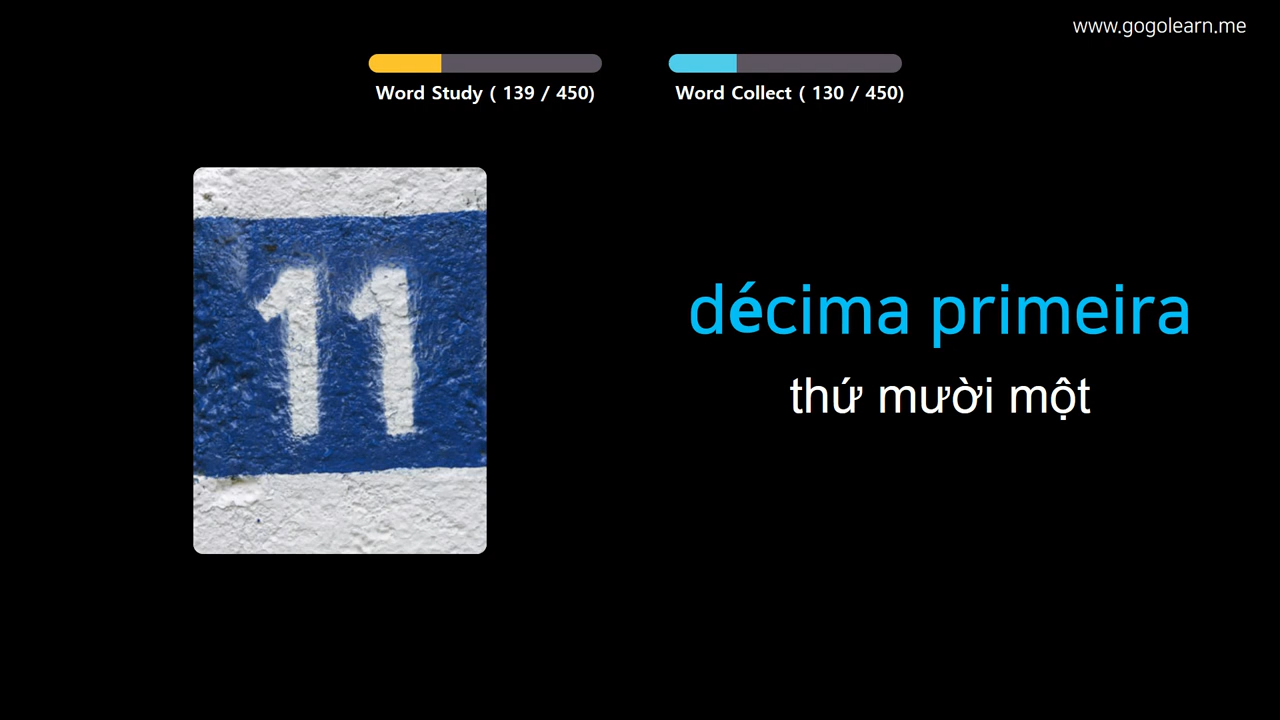 www.gogolearn.me
Word Study ( 139 / 450)
Word Collect ( 130 / 450)
11
décima primeira
thứ mười một